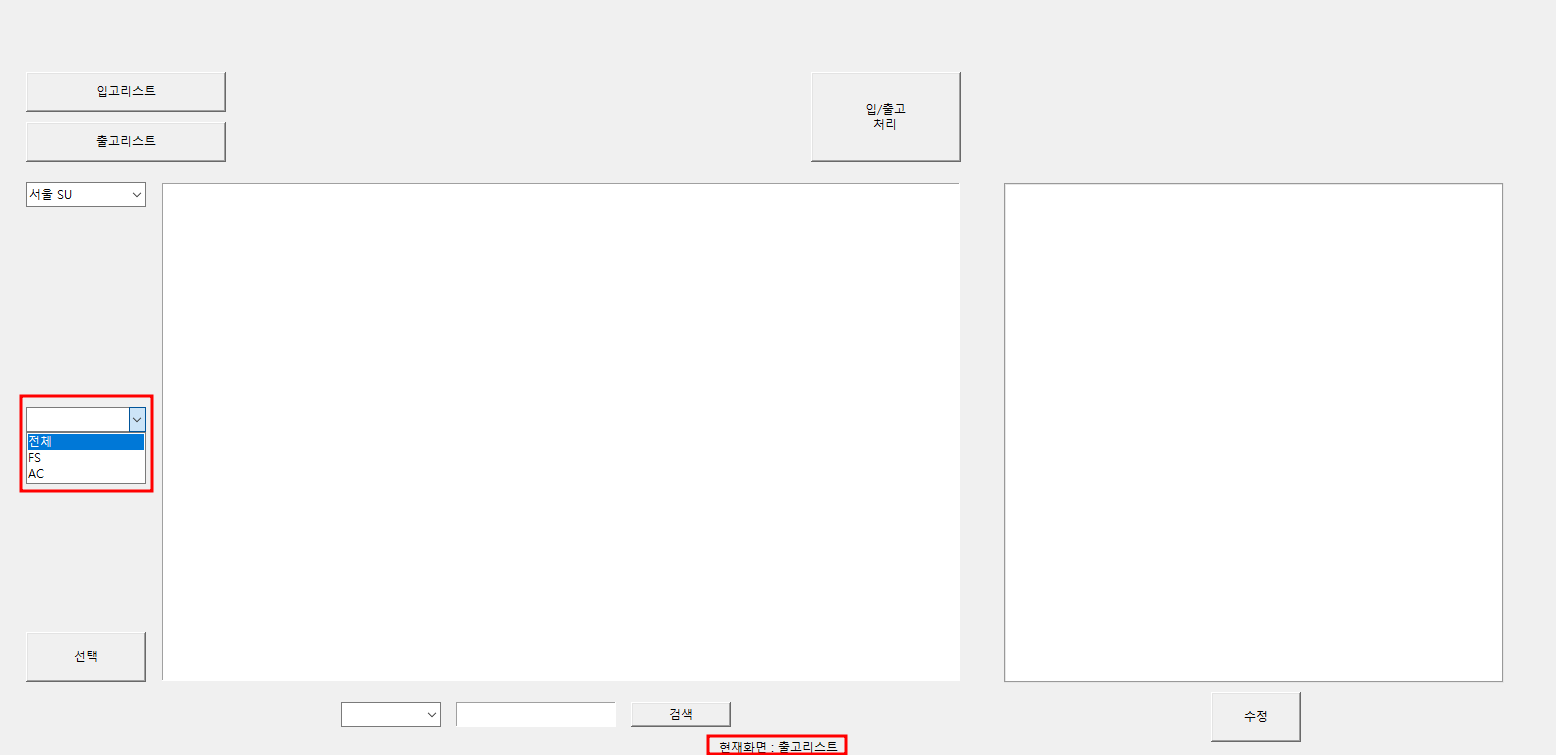 입고리스트
출고리스트
입/출고
처리
서울 SU
전체
FS
AC
선택
검색
수정
현재화면 : 출고리스트